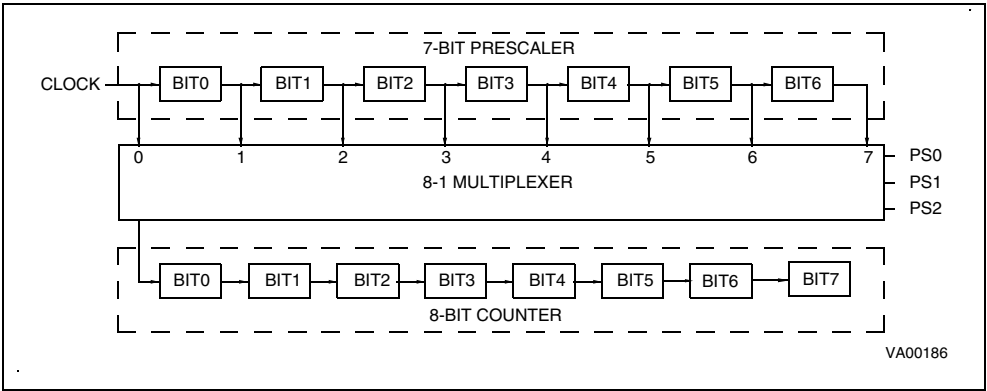 7-BIT PRESCALER
CLOCK BIT0 BIT1 BIT2 BIT3 BIT4 BIT5 BIT6
0 1 2 3 4 5 6 7 PS0
8-1 MULTIPLEXER PS1
PS2
BIT0 BIT1 BIT2 BIT3 BIT4 BIT5 BIT6 BIT7
8-BIT COUNTER
VA00186